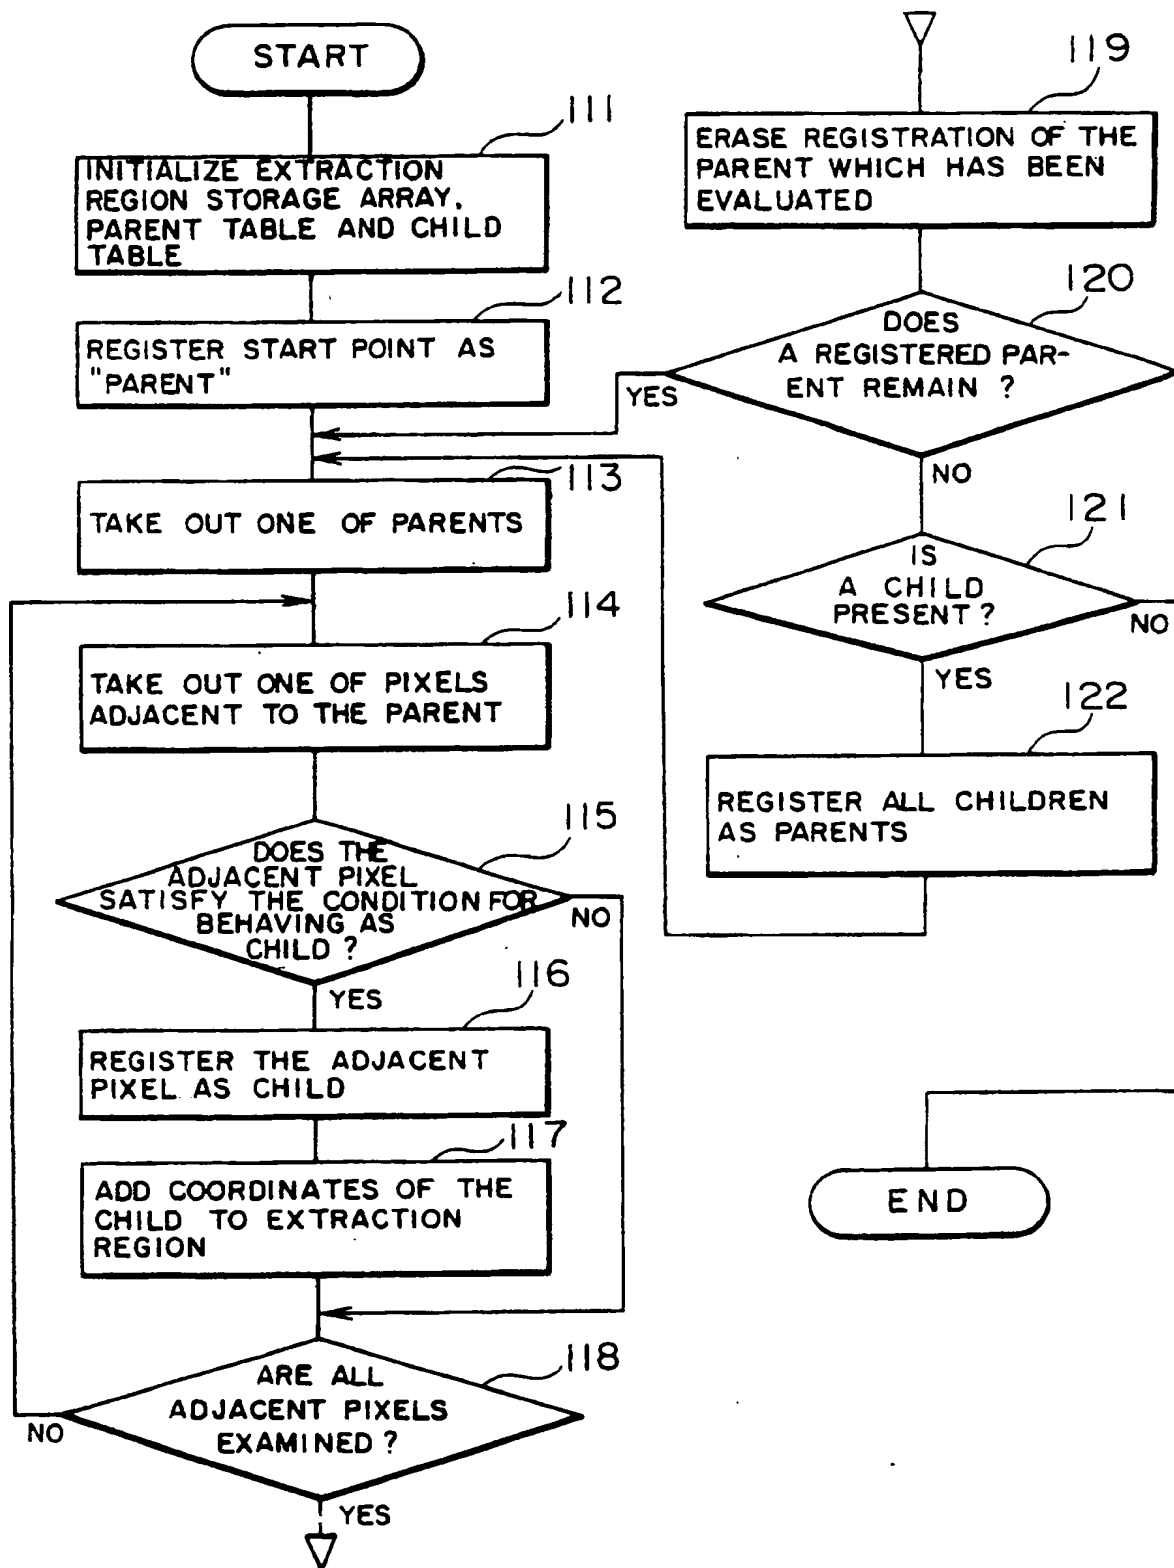 START
111
INITIALIZE EXTRACTION
REGION STORAGE ARRAY,
PARENT TABLE AND CHILD
TABLE
112
REGISTER START POINT AS
"PARENT"
113
TAKE OUT ONE OF PARENTS
114
TAKE OUT ONE OF PIXELS
ADJACENT TO THE PARENT
115
DOES THE
ADJACENT PIXEL
SATISFY THE CONDITION FOR
BEHAVING AS
CHILD ?
NO
YES
116
REGISTER THE ADJACENT
PIXEL AS CHILD
117
ADD COORDINATES OF THE
CHILD TO EXTRACTION
REGION
118
ARE ALL
ADJACENT PIXELS
EXAMINED ?
NO
YES
119
ERASE REGISTRATION OF THE
PARENT WHICH HAS BEEN
EVALUATED
120
DOES
A REGISTERED PAR-
ENT REMAIN ?
YES
NO
121
IS
A CHILD
PRESENT ?
NO
YES
122
REGISTER ALL CHILDREN
AS PARENTS
END